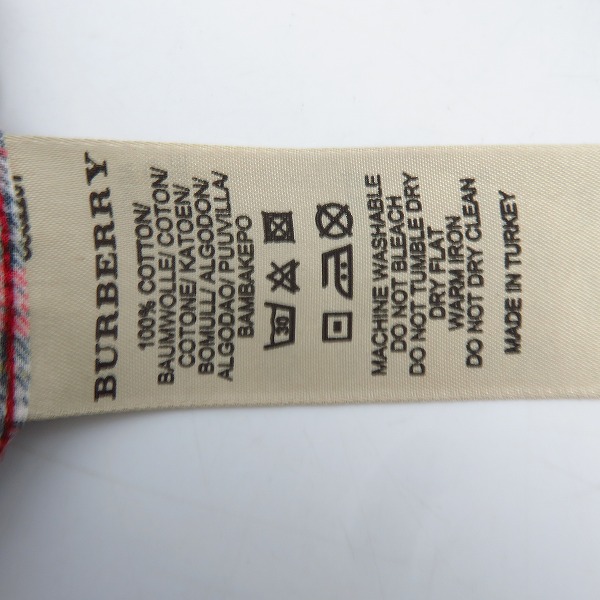 BURBERRY
100% COTTON/
BAUMWOLLE/ COTON/
COTONE/ KATOEN/
BOMULL/ ALGODON/
ALGODAO/ PUUVILLA/
BAMBAKEPO
30
MACHINE WASHABLE
DO NOT BLEACH
DO NOT TUMBLE DRY
DRY FLAT
WARM IRON
DO NOT DRY CLEAN
MADE IN TURKEY